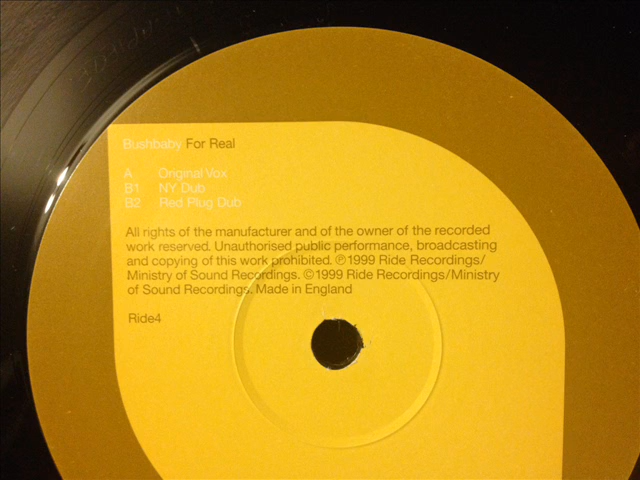 Bushbaby For Real
A Original Vox
B1 NY Dub
B2 Red Plug Dub
All rights of the manufacturer and of the owner of the recorded
work reserved. Unauthorised public performance, broadcasting
and copying of this work prohibited. ℗1999 Ride Recordings/
Ministry of Sound Recordings. ©1999 Ride Recordings/Ministry
of Sound Recordings. Made in England
Ride4